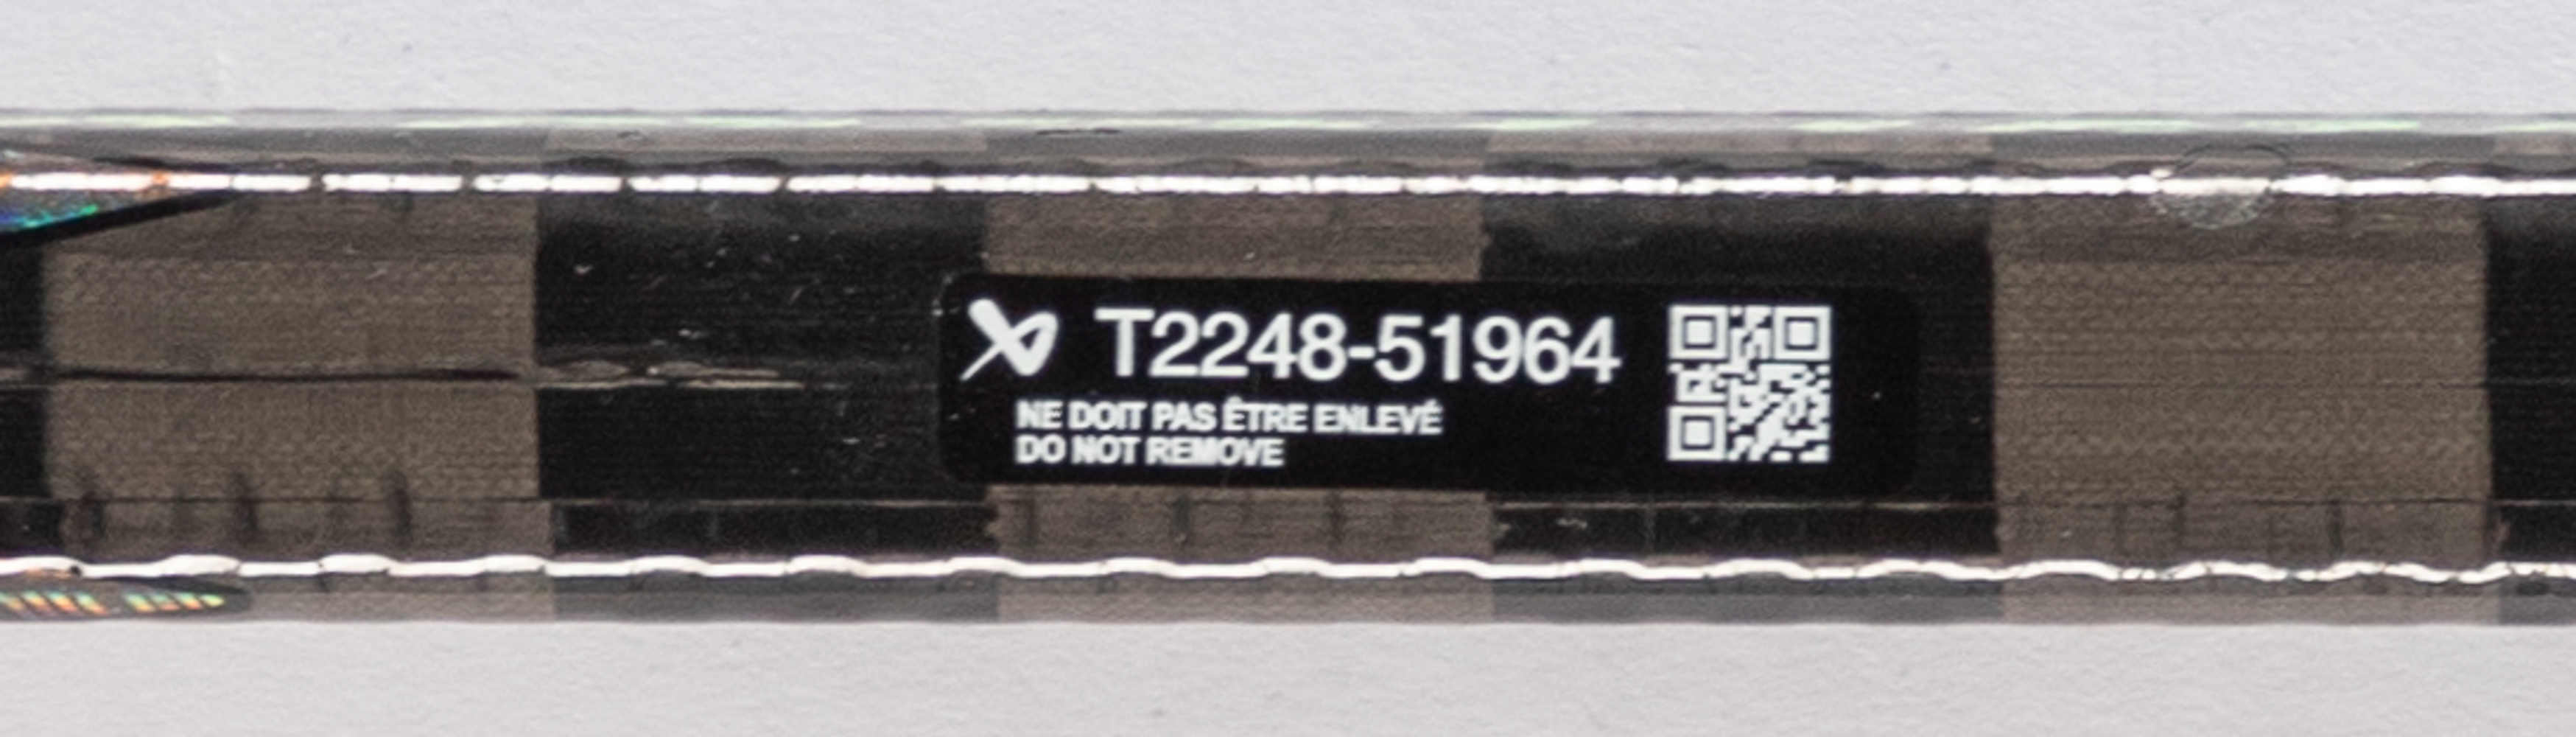 T2248-51964
NE DOIT PAS ÊTRE ENLEVÉ
DO NOT REMOVE